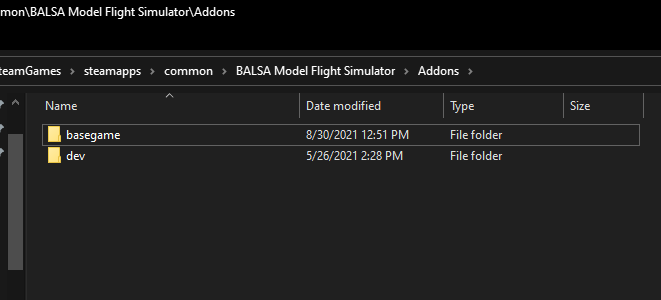 mon\BALSA Model Flight Simulator\Addons
teamGames > steamapps > common > BALSA Model Flight Simulator > Addons >
Name Date modified Type Size
basegame 8/30/2021 12:51 PM File folder
dev 5/26/2021 2:28 PM File folder